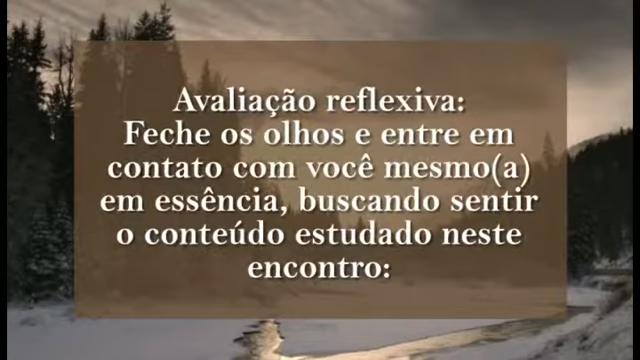 Avaliação reflexiva:
Feche os olhos e entre em
contato com você mesmo(a)
em essência, buscando sentir
o conteúdo estudado neste
encontro: